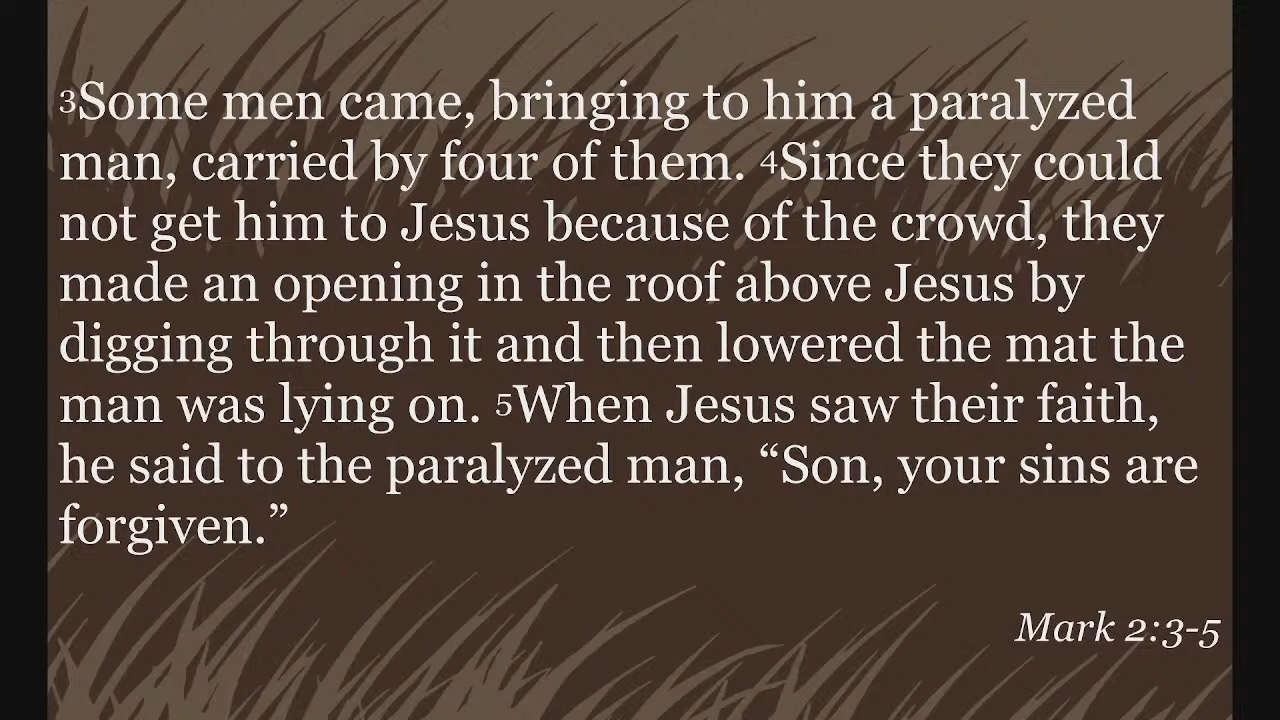 3Some men came, bringing to him a paralyzed
man, carried by four of them. 4Since they could
not get him to Jesus because of the crowd, they
made an opening in the roof above Jesus by
digging through it and then lowered the mat the
man was lying on. 5When Jesus saw their faith,
he said to the paralyzed man, “Son, your sins are
forgiven.”
Mark 2:3-5